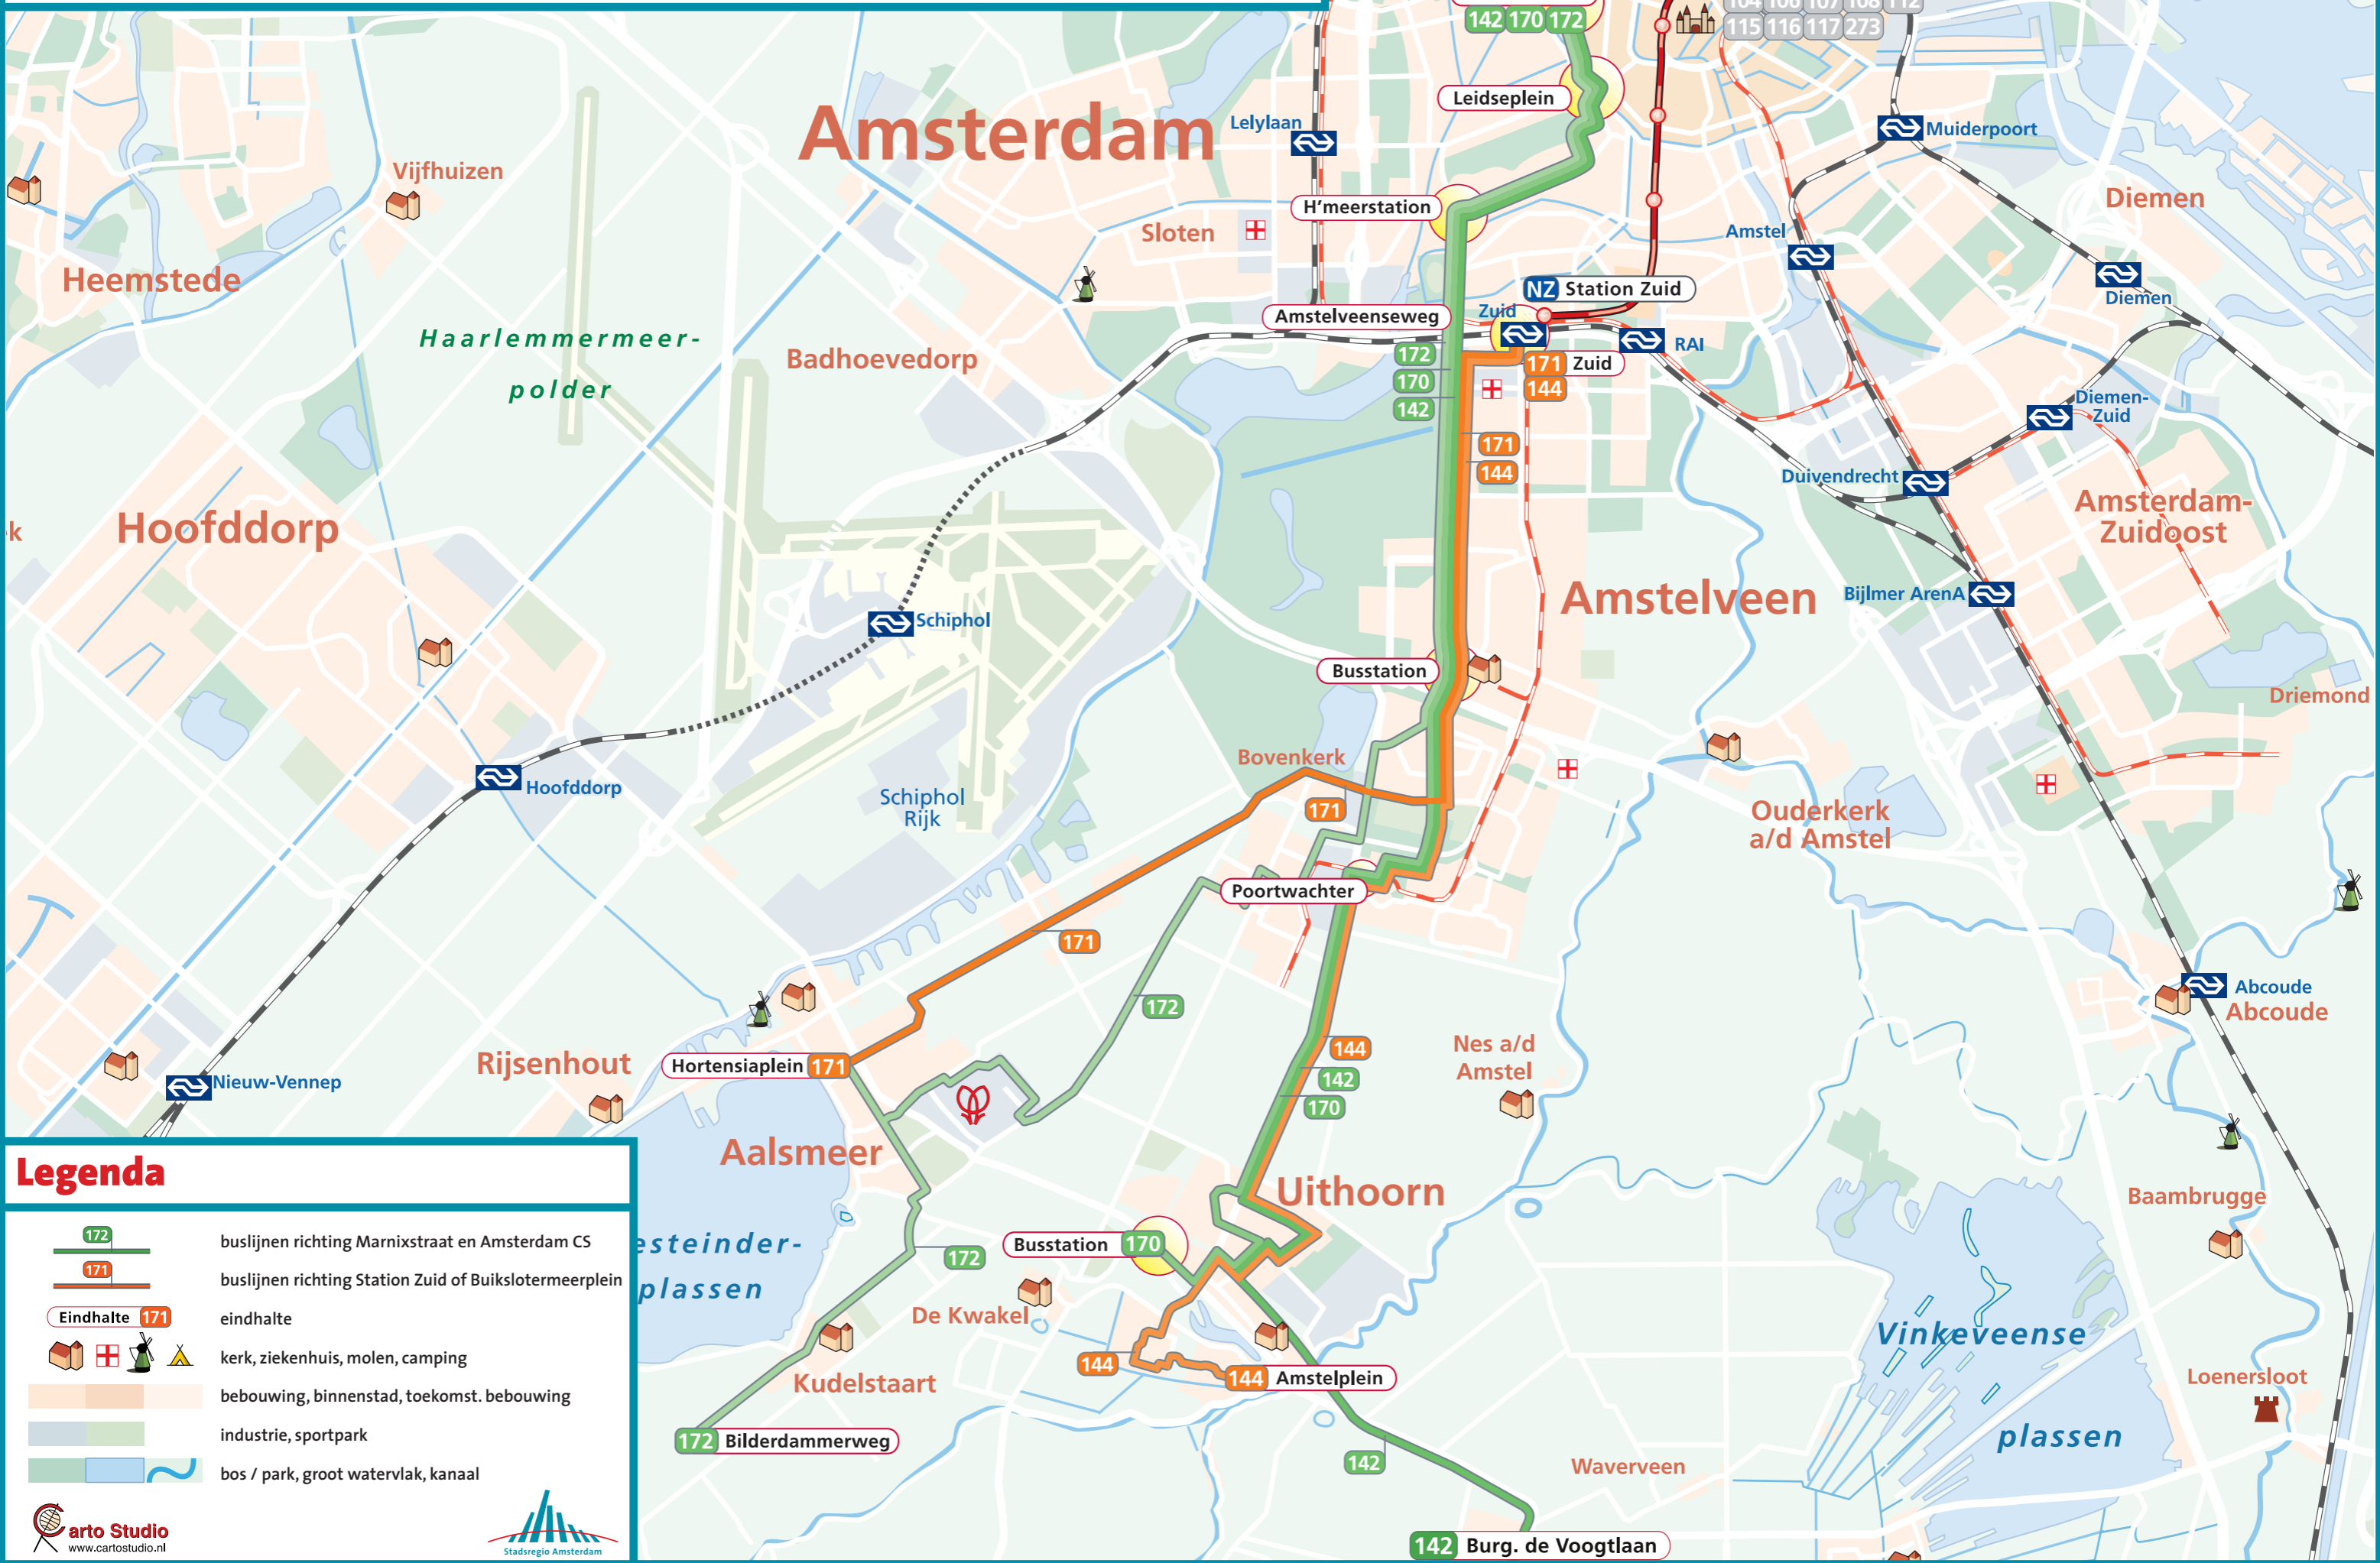 142 170 172
104 106 107 108 112
115 116 117 273
Leidseplein
Amsterdam
Lelylaan
Muiderpoort
Vijfhuizen
Diemen
H'meerstation
Sloten
Amstel
Heemstede
Diemen
NZ Station Zuid
Amstelveenseweg
Zuid
Haarlemmermeer-
polder
Badhoevedorp
RAI
172
170
142
171 Zuid
144
Diemen-
Zuid
171
144
Duivendrecht
Amsterdam-
Zuidoost
Hoofddorp
k
Amstelveen
Bijlmer ArenA
Schiphol
Busstation
Driemond
Bovenkerk
Hoofddorp
Schiphol
Rijk
171
Ouderkerk
a/d Amstel
Poortwachter
171
172
Abcoude
Abcoude
144
142
170
Nes a/d
Amstel
Rijsenhout
Hortensiaplein 171
Nieuw-Vennep
Aalsmeer
Uithoorn
Baambrugge
esteinder-
plassen
Busstation 170
172
De Kwakel
Vinkeveense
plassen
144
144 Amstelplein
Kudelstaart
Loenersloot
172 Bilderdammerweg
142
Waverveen
142 Burg. de Voogtlaan
Legenda
172
buslijnen richting Marnixstraat en Amsterdam CS
171
buslijnen richting Station Zuid of Buikslotermeerplein
Eindhalte 171
eindhalte
kerk, ziekenhuis, molen, camping
bebouwing, binnenstad, toekomst. bebouwing
industrie, sportpark
bos / park, groot watervlak, kanaal
Carto Studio
www.cartostudio.nl
Stadsregio Amsterdam